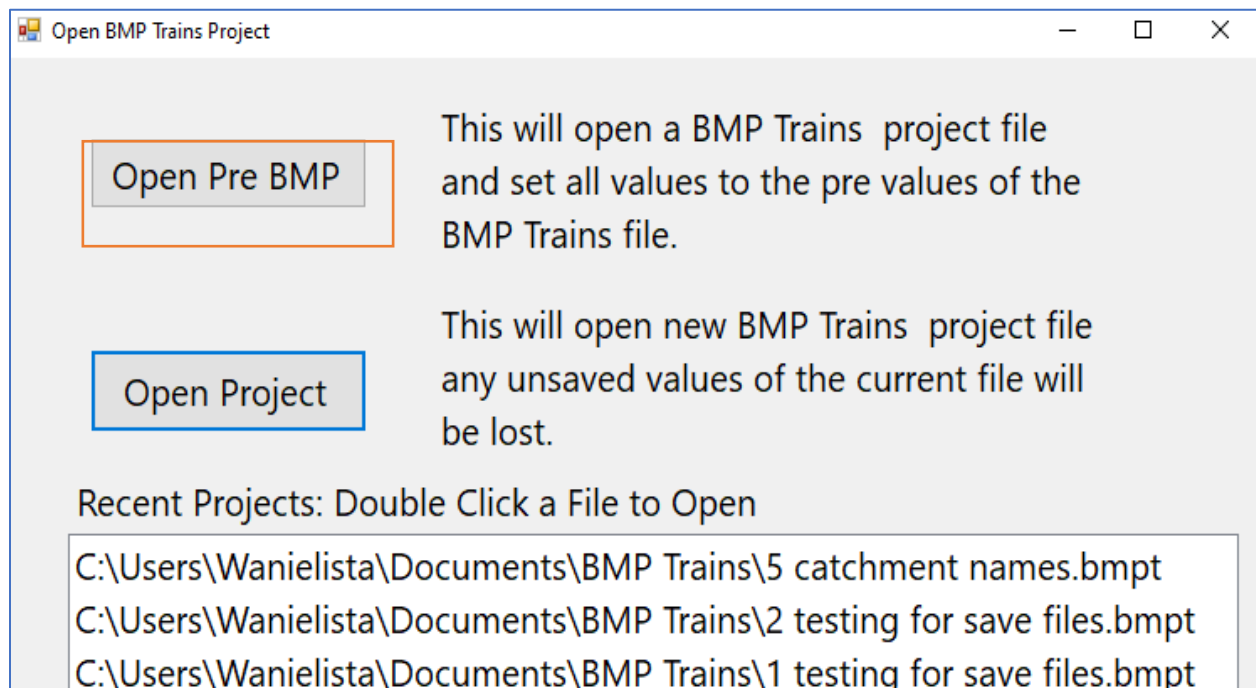 Open BMP Trains Project
Open Pre BMP
This will open a BMP Trains  project file
and set all values to the pre values of the
BMP Trains file.
Open Project
This will open new BMP Trains  project file
any unsaved values of the current file will
be lost.
Recent Projects: Double Click a File to Open
C:\Users\Wanielista\Documents\BMP Trains\5 catchment names.bmpt
C:\Users\Wanielista\Documents\BMP Trains\2 testing for save files.bmpt
C:\Users\Wanielista\Documents\BMP Trains\1 testing for save files.bmpt